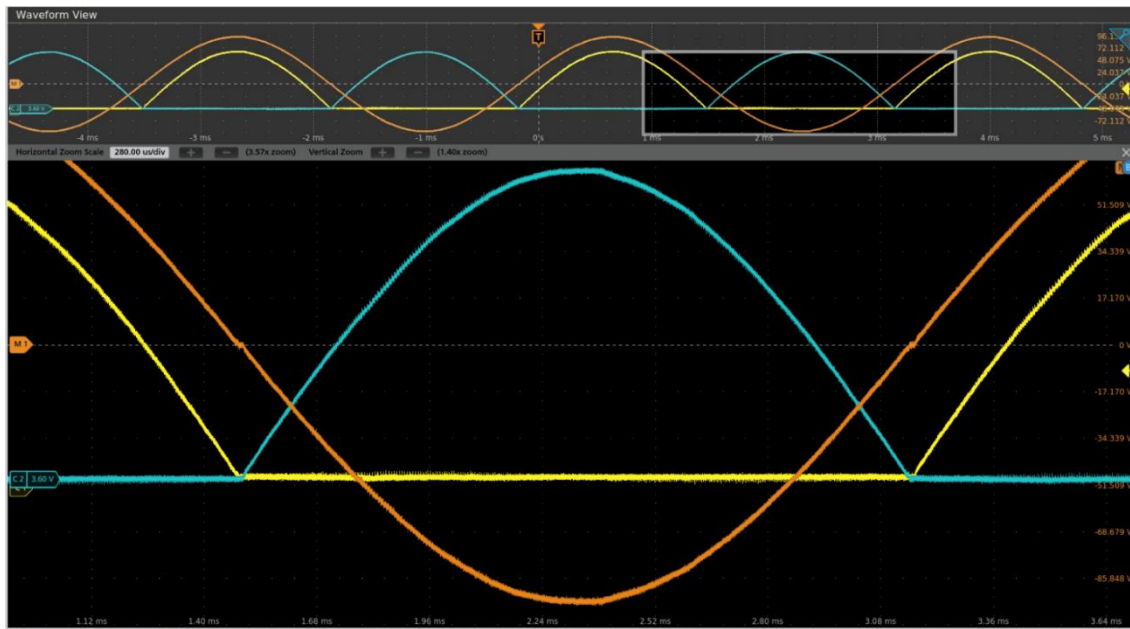 Waveform View
T
72.112
48.075
24.037
M
C 2 3.60 V
-72.112
-4 ms -3 ms -2 ms -1 ms 0 s 1 ms 2 ms 3 ms 4 ms 5 ms
Horizontal Zoom Scale 280.00 us/div + − (3.57x zoom) Vertical Zoom + − (1.40x zoom) ×
51.509 V
34.339 V
17.170 V
M 1
0 V
-17.170 V
-34.339 V
C 2 3.60 V
-51.509 V
-68.679 V
-85.848 V
1.12 ms 1.40 ms 1.68 ms 1.96 ms 2.24 ms 2.52 ms 2.80 ms 3.08 ms 3.36 ms 3.64 ms